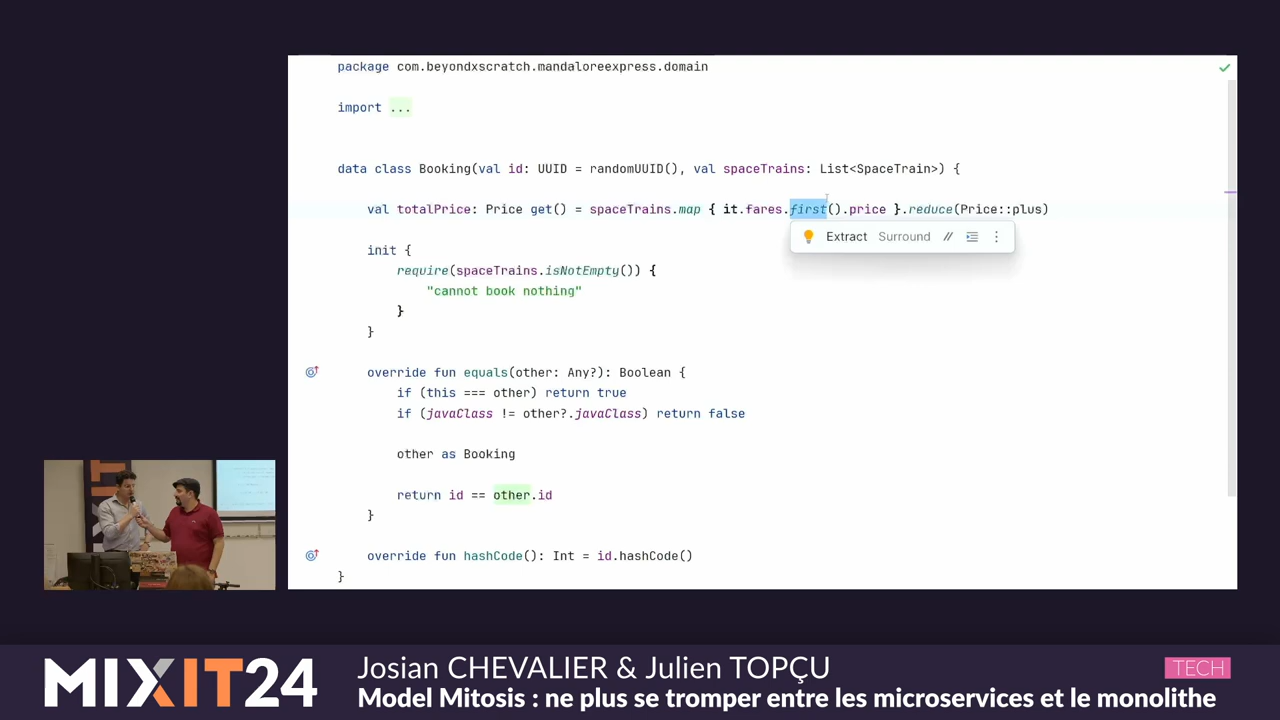 package com.beyondxscratch.mandaloreexpress.domain
import ...
data class Booking(val id: UUID = randomUUID(), val spaceTrains: List<SpaceTrain>) {
val totalPrice: Price get() = spaceTrains.map { it.fares.first().price }.reduce(Price::plus)
Extract Surround //
init {
require(spaceTrains.isNotEmpty()) {
"cannot book nothing"
}
}
override fun equals(other: Any?): Boolean {
if (this === other) return true
if (javaClass != other?.javaClass) return false
other as Booking
return id == other.id
}
override fun hashCode(): Int = id.hashCode()
}
MIXIT24
Josian CHEVALIER & Julien TOPÇU
TECH
Model Mitosis : ne plus se tromper entre les microservices et le monolithe